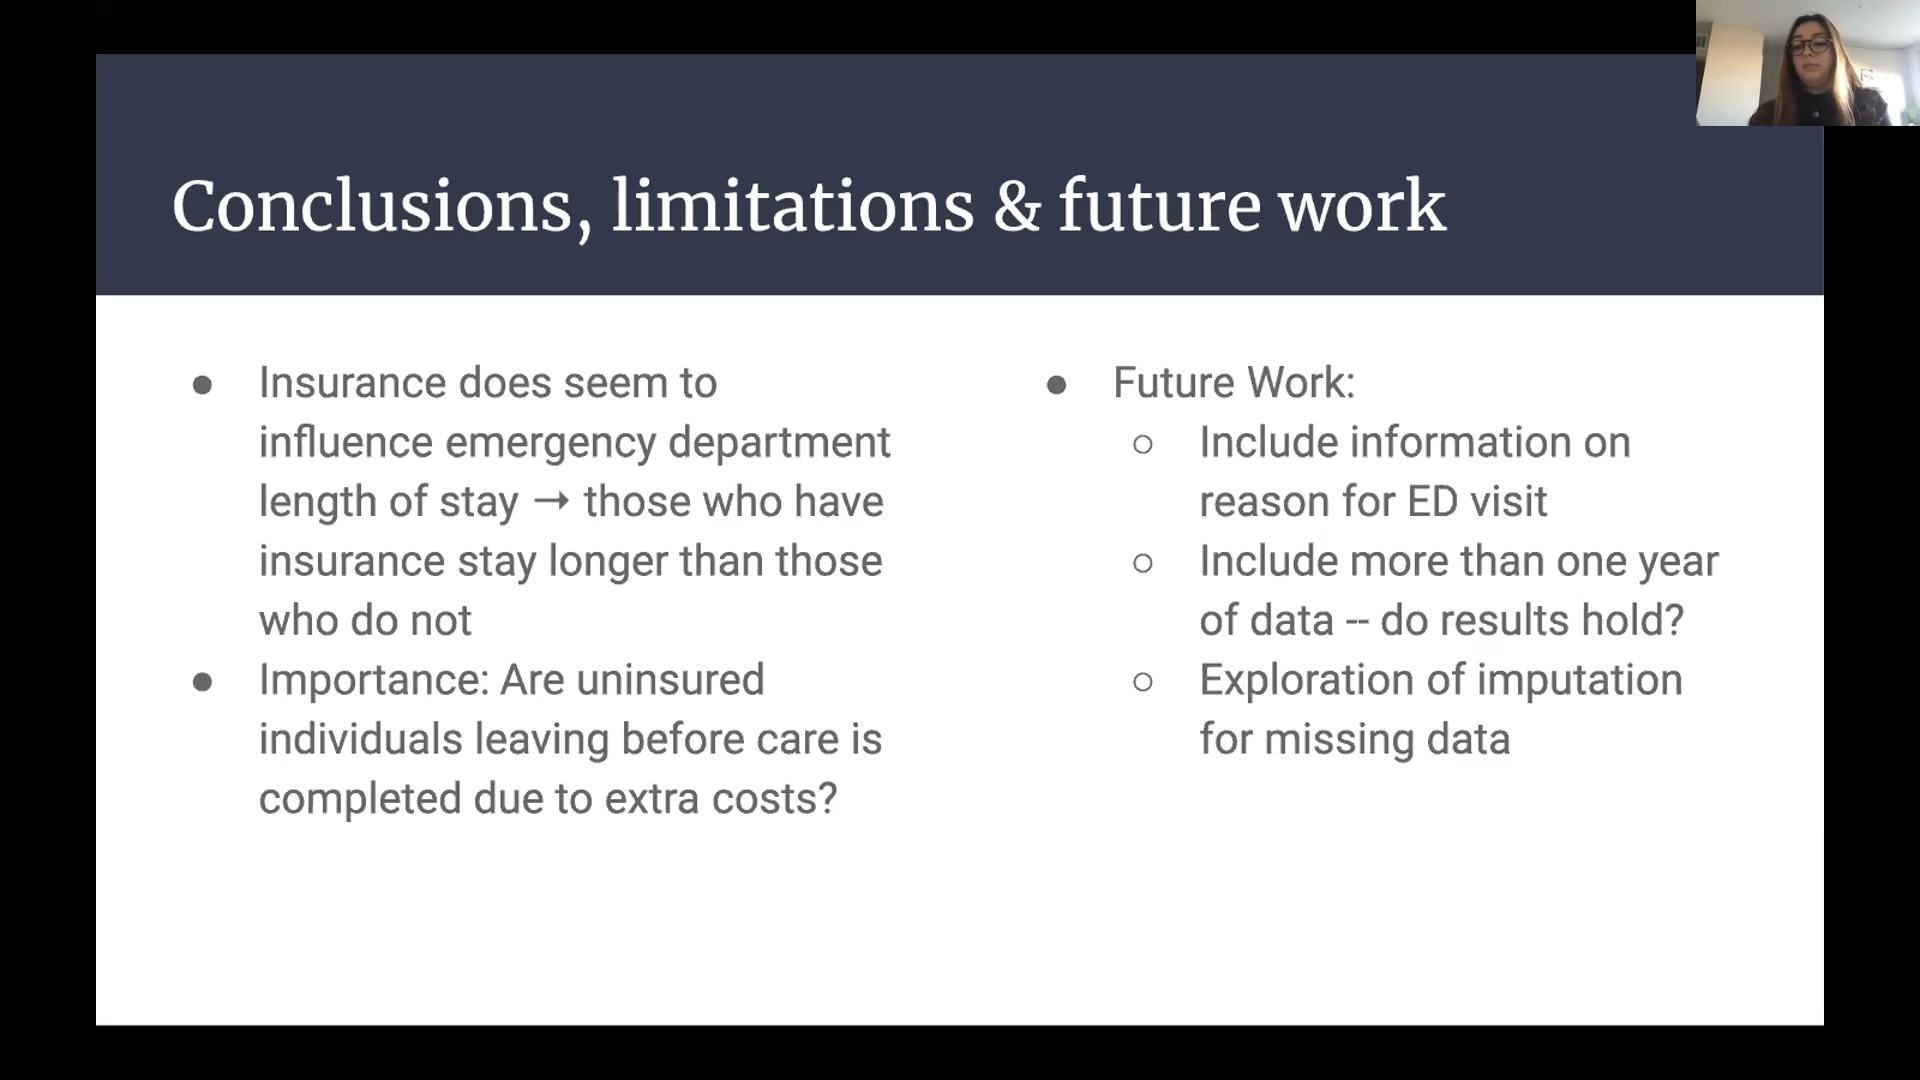 Conclusions, limitations & future work
● Insurance does seem to
influence emergency department
length of stay → those who have
insurance stay longer than those
who do not
● Importance: Are uninsured
individuals leaving before care is
completed due to extra costs?
● Future Work:
○ Include information on
reason for ED visit
○ Include more than one year
of data -- do results hold?
○ Exploration of imputation
for missing data